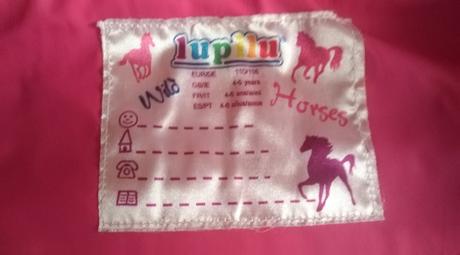 lupilu
EUR/DE 110/116
GB/IE 4-6 years
FR/IT 4-6 ans/anni
ES/PT 4-6 años/anos
Wild
Horses